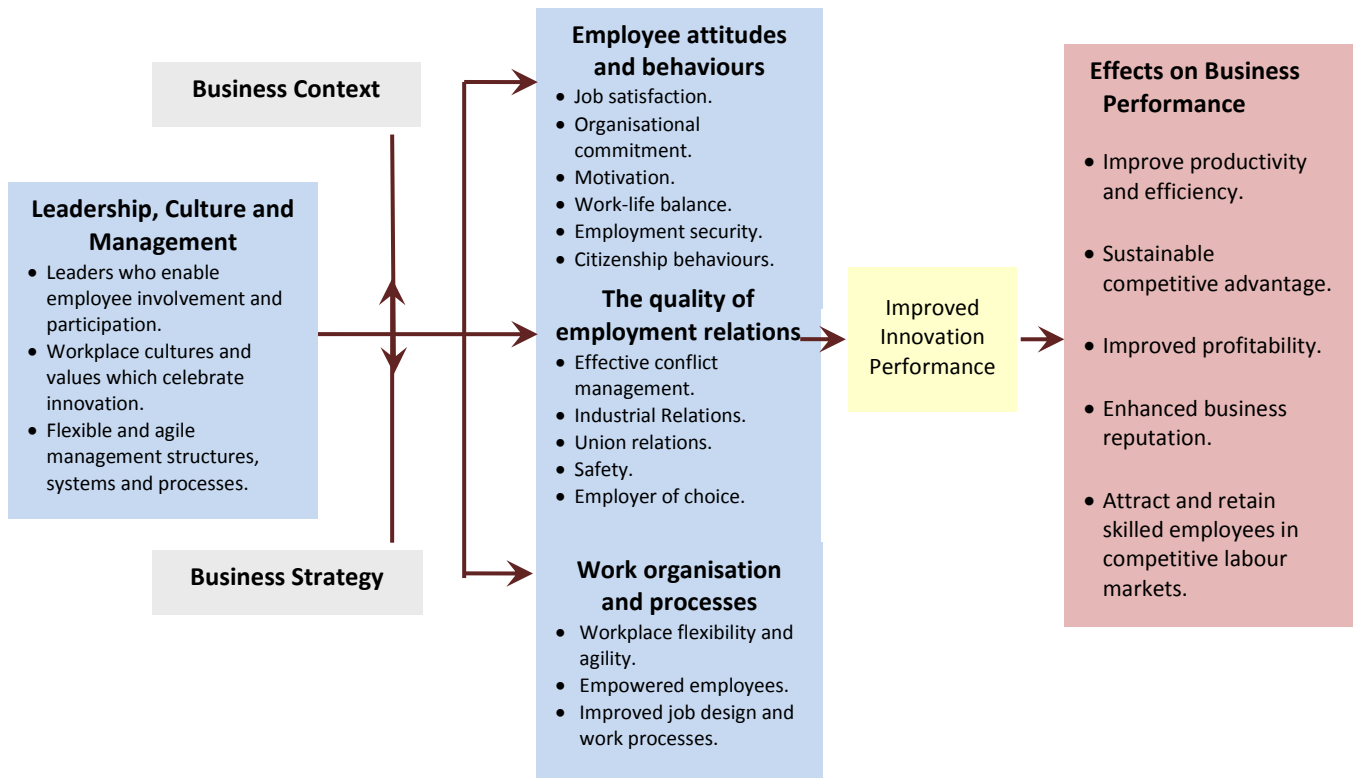 Business Context
Leadership, Culture and
Management
• Leaders who enable
employee involvement and
participation.
• Workplace cultures and
values which celebrate
innovation.
• Flexible and agile
management structures,
systems and processes.
Business Strategy
Employee attitudes
and behaviours
• Job satisfaction.
• Organisational
commitment.
• Motivation.
• Work-life balance.
• Employment security.
• Citizenship behaviours.
The quality of
employment relations
• Effective conflict
management.
• Industrial Relations.
• Union relations.
• Safety.
• Employer of choice.
Work organisation
and processes
• Workplace flexibility and
agility.
• Empowered employees.
• Improved job design and
work processes.
Improved
Innovation
Performance
Effects on Business
Performance
• Improve productivity
and efficiency.
• Sustainable
competitive advantage.
• Improved profitability.
• Enhanced business
reputation.
• Attract and retain
skilled employees in
competitive labour
markets.